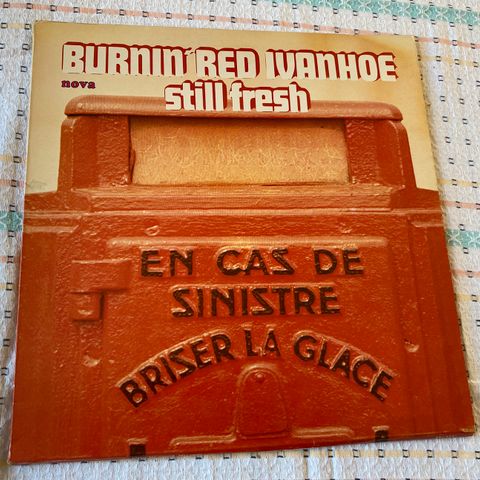 BURNIN' RED IVANHOE
nova
still fresh
EN CAS DE
SINISTRE
BRISER LA GLACE